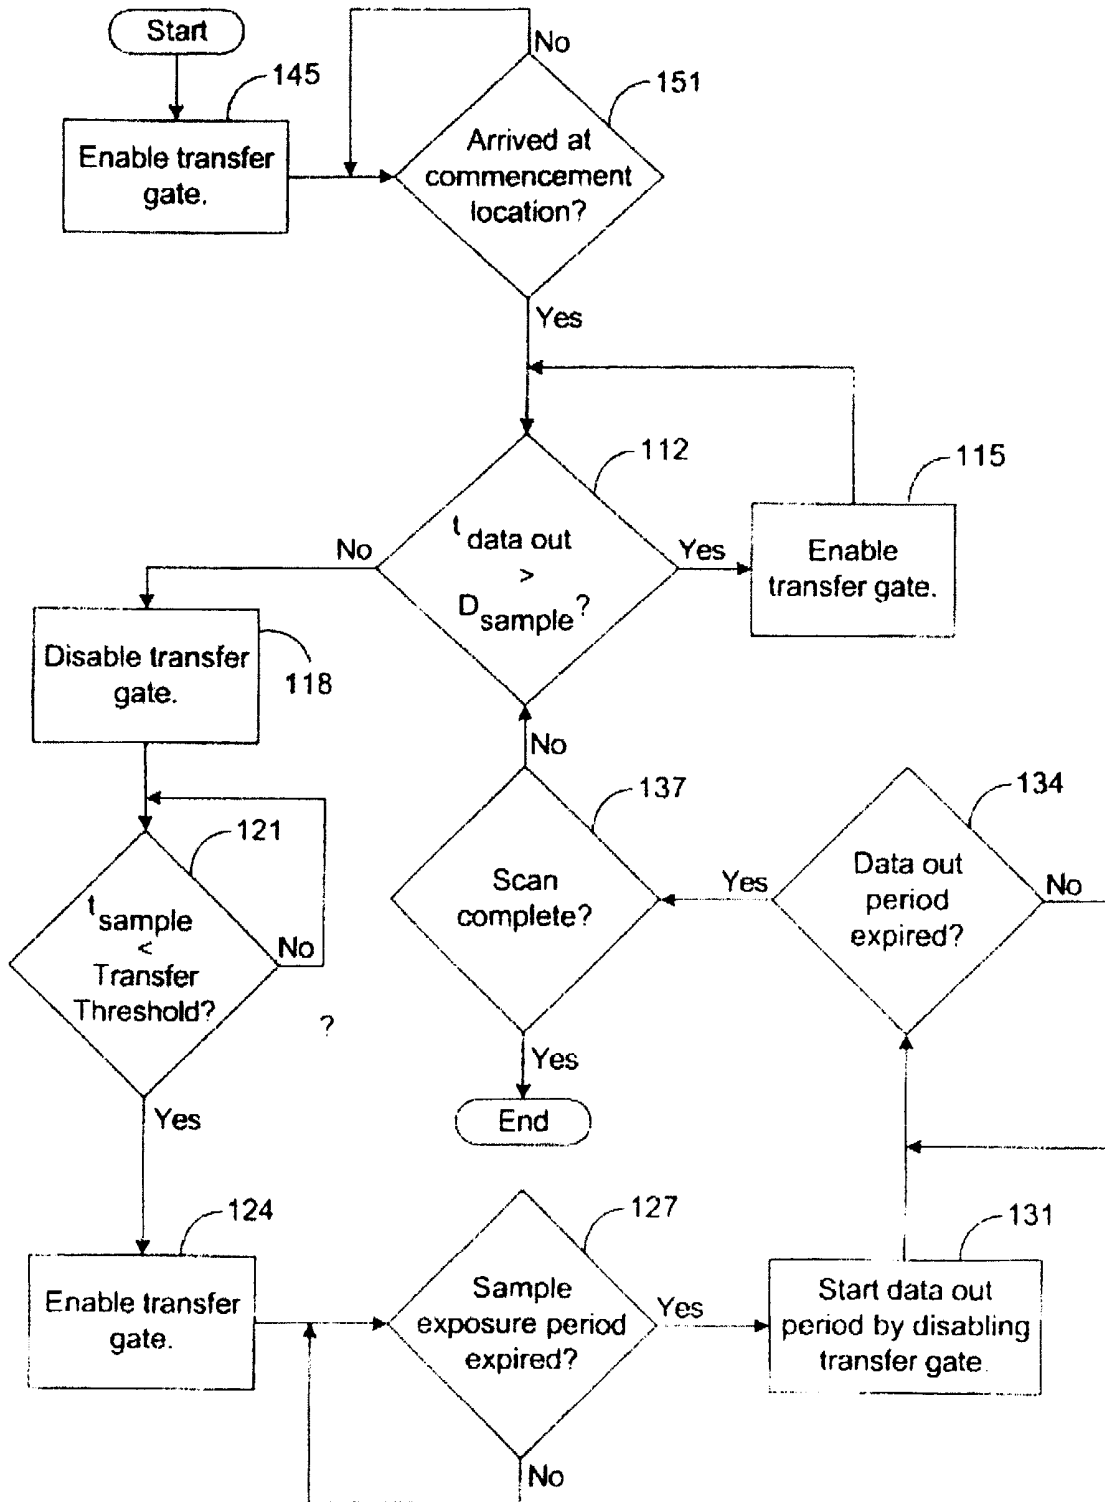 Start
145
Enable transfer
gate.
No
151
Arrived at
commencement
location?
Yes
112
t data out
>
D sample?
No
Yes
115
Enable
transfer gate.
Disable transfer
gate.
118
121
t sample
<
Transfer
Threshold?
No
?
Yes
No
137
Scan
complete?
Yes
End
134
Data out
period
expired?
Yes
No
124
Enable transfer
gate.
127
Sample
exposure period
expired?
Yes
No
131
Start data out
period by disabling
transfer gate.